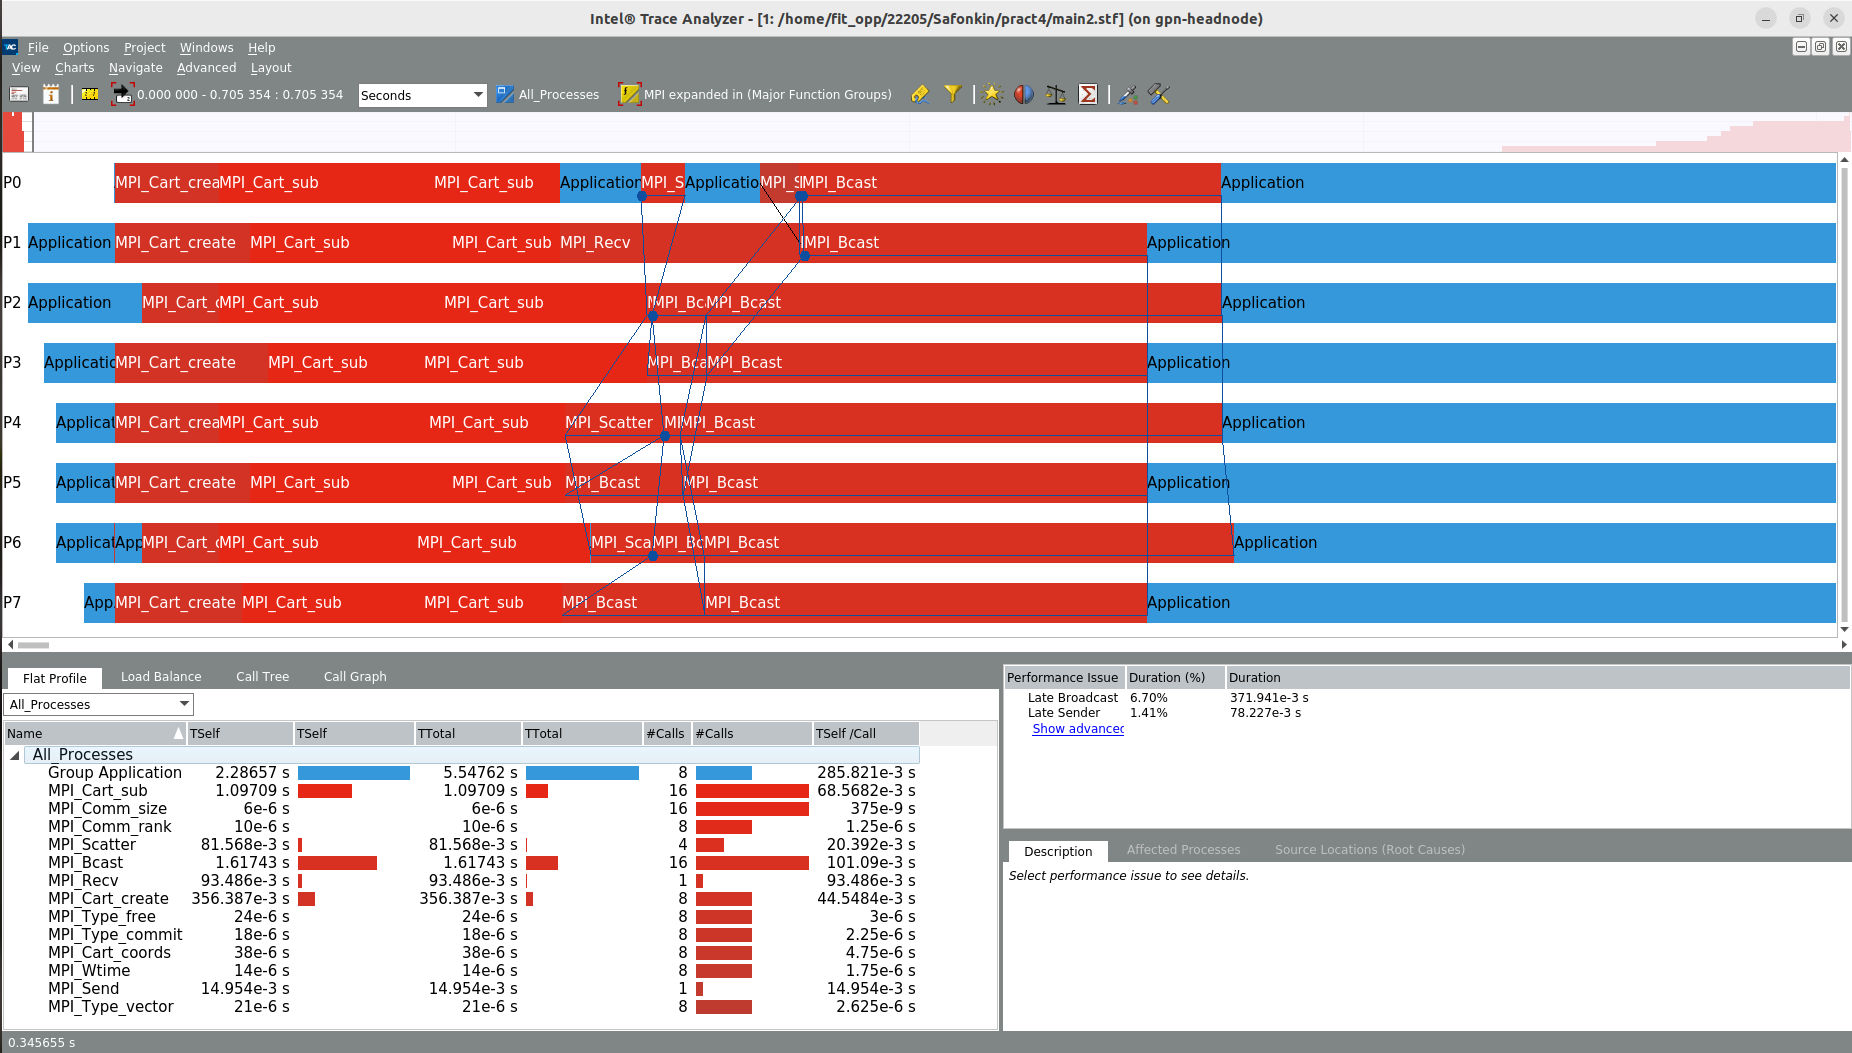 Intel® Trace Analyzer - [1: /home/fit_opp/22205/Safonkin/pract4/main2.stf] (on gpn-headnode)
File Options Project Windows Help
View Charts Navigate Advanced Layout
0.000 000 - 0.705 354 : 0.705 354 Seconds All_Processes MPI expanded in (Major Function Groups)
P0 MPI_Cart_crea MPI_Cart_sub MPI_Cart_sub Application MPI_S Applicatio MPI_S MPI_Bcast Application
P1 Application MPI_Cart_create MPI_Cart_sub MPI_Cart_sub MPI_Recv MPI_Bcast Application
P2 Application MPI_Cart_c MPI_Cart_sub MPI_Cart_sub MPI_Bc MPI_Bcast Application
P3 Applicatic MPI_Cart_create MPI_Cart_sub MPI_Cart_sub MPI_Bca MPI_Bcast Application
P4 Applicat MPI_Cart_crea MPI_Cart_sub MPI_Cart_sub MPI_Scatter MPI_Bcast Application
P5 Applicat MPI_Cart_create MPI_Cart_sub MPI_Cart_sub MPI_Bcast MPI_Bcast Application
P6 Applicat App MPI_Cart_c MPI_Cart_sub MPI_Cart_sub MPI_Sca MPI_Bc MPI_Bcast Application
P7 App MPI_Cart_create MPI_Cart_sub MPI_Cart_sub MPI_Bcast MPI_Bcast Application
Flat Profile Load Balance Call Tree Call Graph
All_Processes
Name TSelf TSelf TTotal TTotal #Calls #Calls TSelf /Call
All_Processes
Group Application 2.28657 s 5.54762 s 8 285.821e-3 s
MPI_Cart_sub 1.09709 s 1.09709 s 16 68.5682e-3 s
MPI_Comm_size 6e-6 s 6e-6 s 16 375e-9 s
MPI_Comm_rank 10e-6 s 10e-6 s 8 1.25e-6 s
MPI_Scatter 81.568e-3 s 81.568e-3 s 4 20.392e-3 s
MPI_Bcast 1.61743 s 1.61743 s 16 101.09e-3 s
MPI_Recv 93.486e-3 s 93.486e-3 s 1 93.486e-3 s
MPI_Cart_create 356.387e-3 s 356.387e-3 s 8 44.5484e-3 s
MPI_Type_free 24e-6 s 24e-6 s 8 3e-6 s
MPI_Type_commit 18e-6 s 18e-6 s 8 2.25e-6 s
MPI_Cart_coords 38e-6 s 38e-6 s 8 4.75e-6 s
MPI_Wtime 14e-6 s 14e-6 s 8 1.75e-6 s
MPI_Send 14.954e-3 s 14.954e-3 s 1 14.954e-3 s
MPI_Type_vector 21e-6 s 21e-6 s 8 2.625e-6 s
Performance Issue Duration (%) Duration
Late Broadcast 6.70% 371.941e-3 s
Late Sender 1.41% 78.227e-3 s
Show advanced
Description Affected Processes Source Locations (Root Causes)
Select performance issue to see details.
0.345655 s